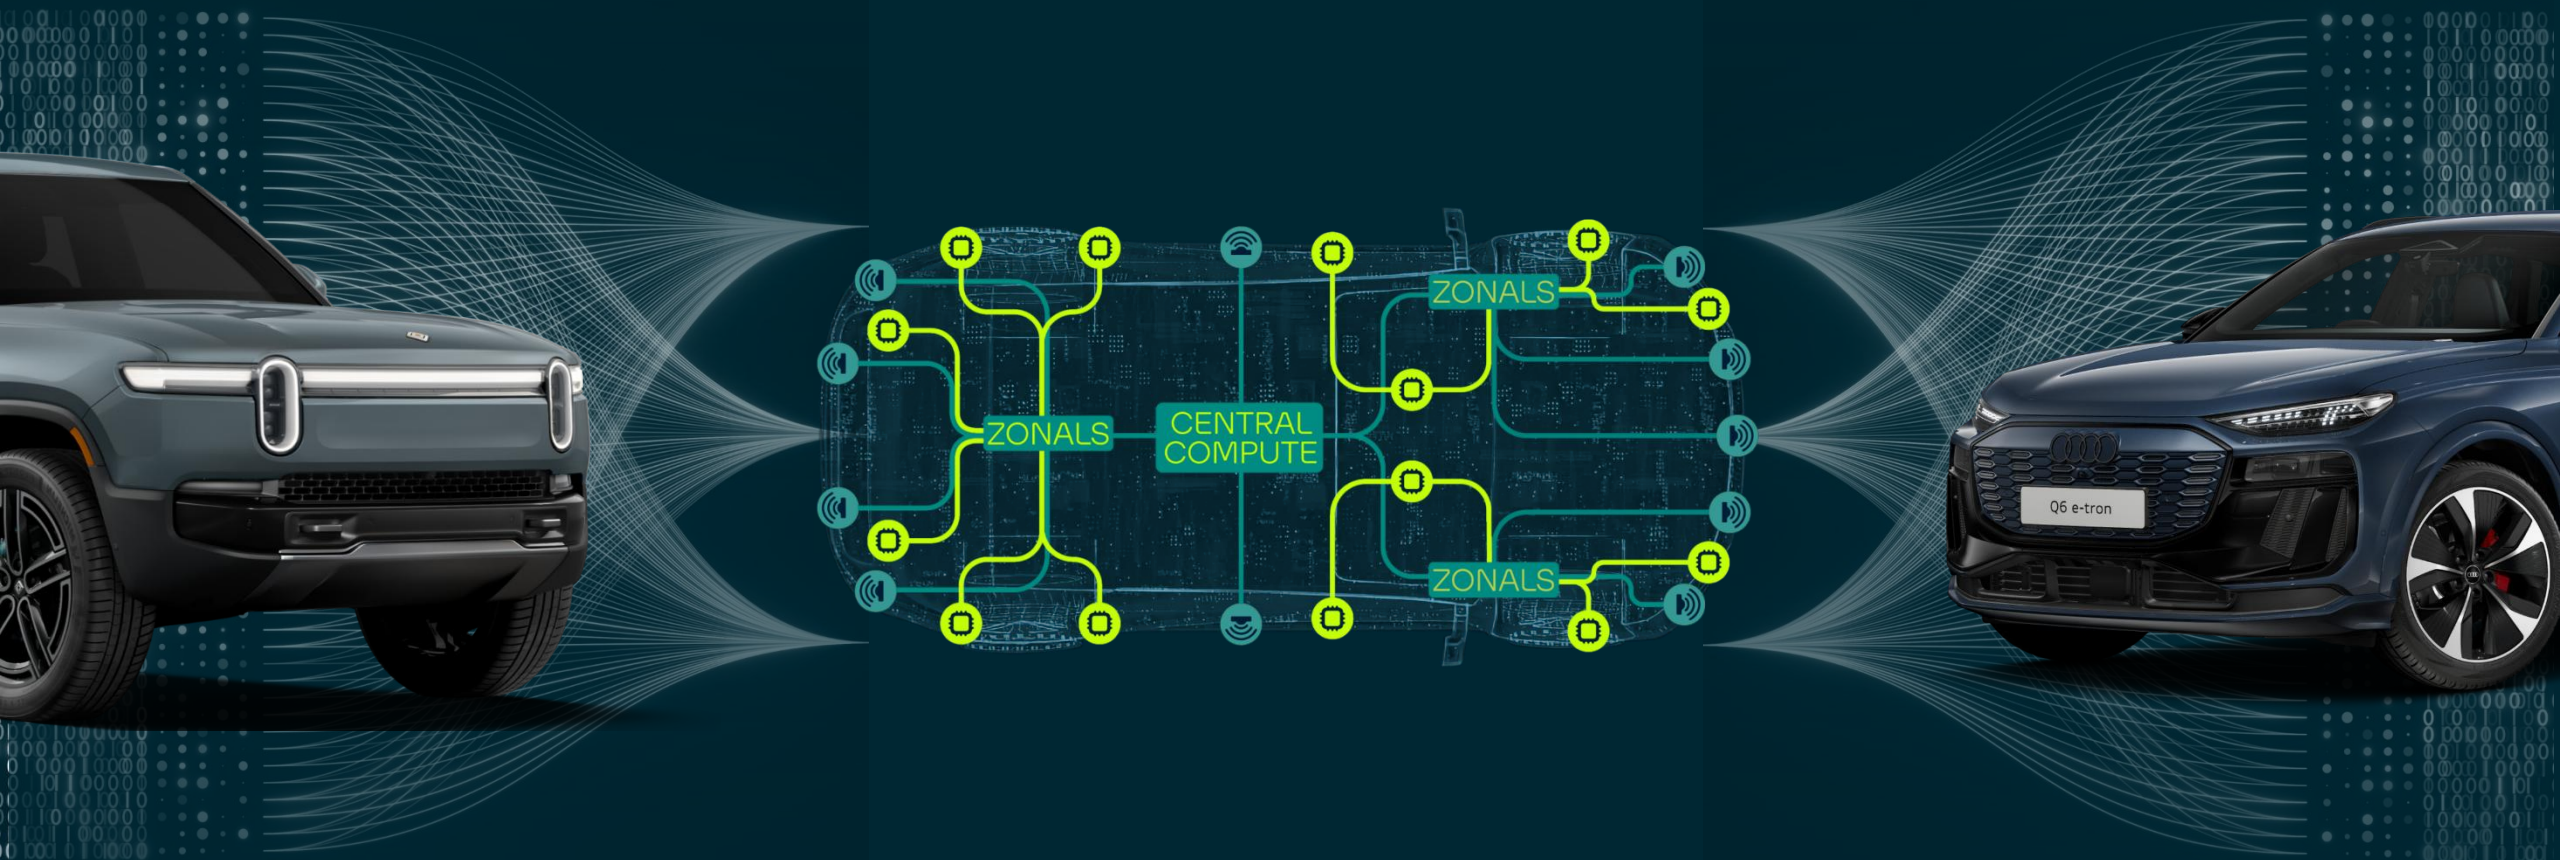 ZONALS
ZONALS
CENTRAL
COMPUTE
ZONALS
Q6 e-tron